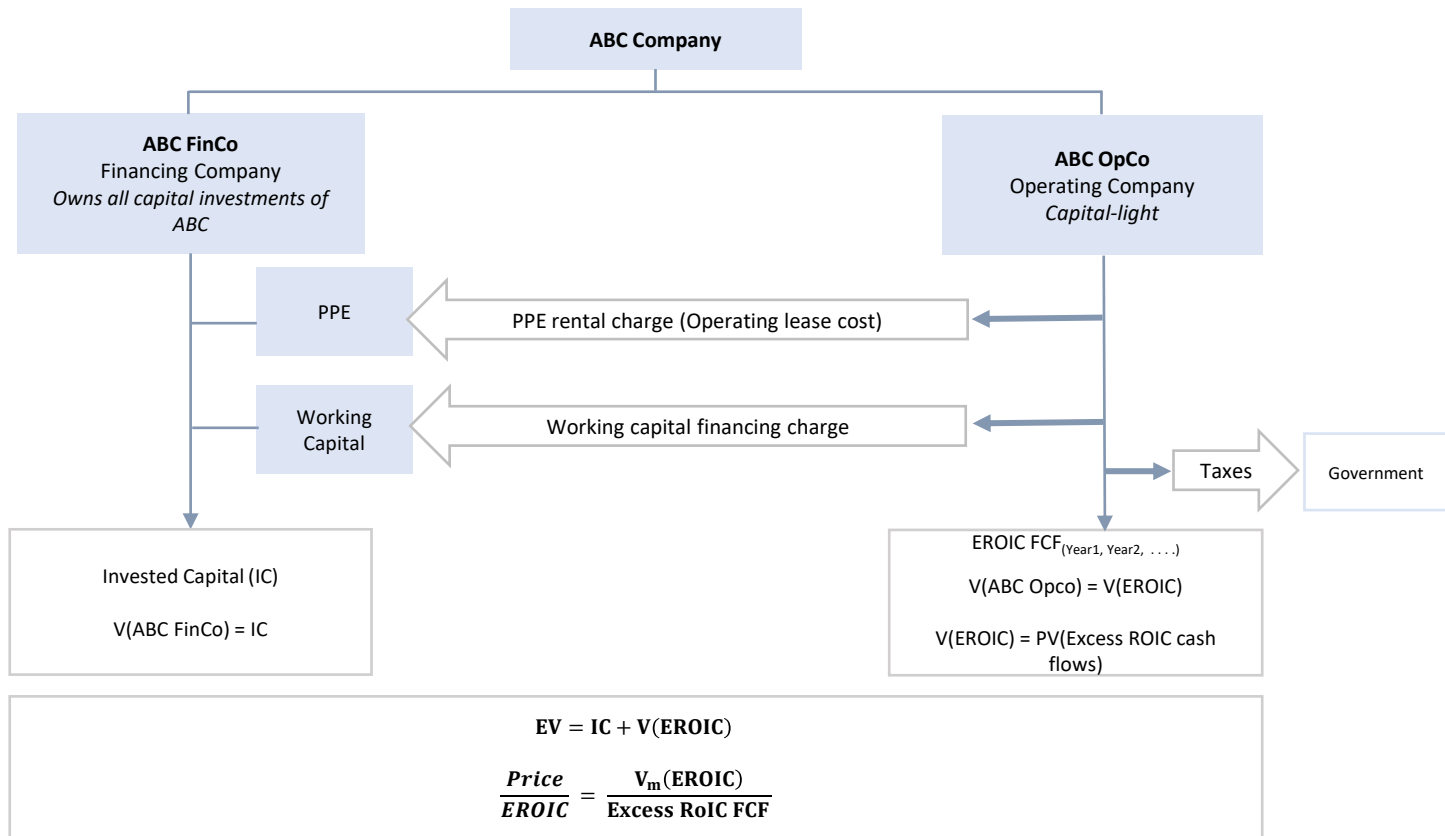 ABC Company
ABC FinCo
Financing Company
Owns all capital investments of
ABC
ABC OpCo
Operating Company
Capital-light
PPE
PPE rental charge (Operating lease cost)
Working
Capital
Working capital financing charge
Taxes
Government
Invested Capital (IC)
V(ABC FinCo) = IC
EROIC FCF(Year1, Year2, ....)
V(ABC Opco) = V(EROIC)
V(EROIC) = PV(Excess ROIC cash
flows)
EV = IC + V(EROIC)
Price / EROIC = Vm(EROIC) / Excess RoIC FCF